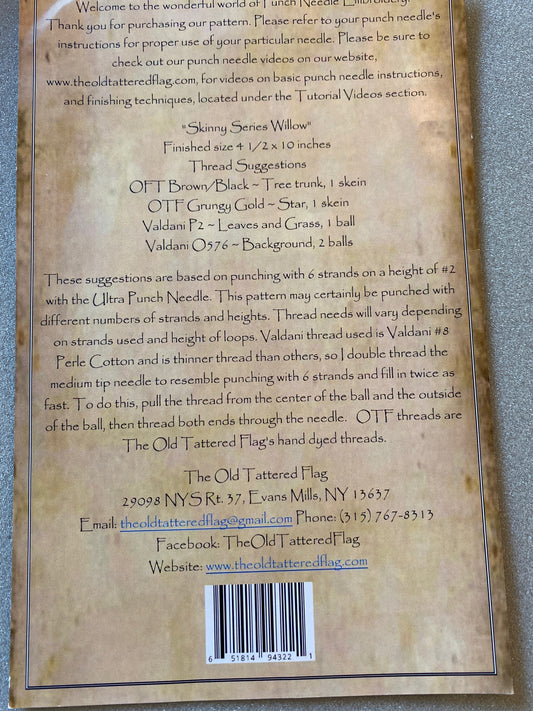 Welcome to the wonderful world of Punch Needle Embroidery!
Thank you for purchasing our pattern. Please refer to your punch needle's
instructions for proper use of your particular needle. Please be sure to
check out our punch needle videos on our website,
www.theoldtatteredflag.com, for videos on basic punch needle instructions,
and finishing techniques, located under the Tutorial Videos section.
"Skinny Series Willow"
Finished size 4 1/2 x 10 inches
Thread Suggestions
OFT Brown/Black ~ Tree trunk, 1 skein
OTF Grungy Gold ~ Star, 1 skein
Valdani P2 ~ Leaves and Grass, 1 ball
Valdani O576 ~ Background, 2 balls
These suggestions are based on punching with 6 strands on a height of #2
with the Ultra Punch Needle. This pattern may certainly be punched with
different numbers of strands and heights. Thread needs will vary depending
on strands used and height of loops. Valdani thread used is Valdani #8
Perle Cotton and is thinner thread than others, so I double thread the
medium tip needle to resemble punching with 6 strands and fill in twice as
fast. To do this, pull the thread from the center of the ball and the outside
of the ball, then thread both ends through the needle. OTF threads are
The Old Tattered Flag's hand dyed threads.
The Old Tattered Flag
29098 NYS Rt. 37, Evans Mills, NY 13637
Email: theoldtatteredflag@gmail.com Phone: (315) 767-8313
Facebook: TheOldTatteredFlag
Website: www.theoldtatteredflag.com
6 51814 94322 1